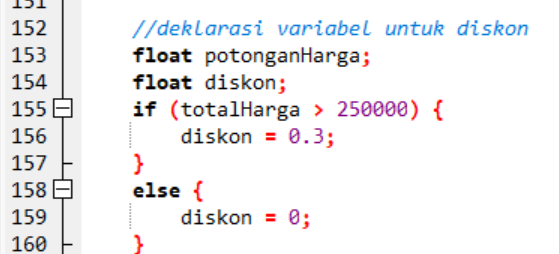 151
152 //deklarasi variabel untuk diskon
153 float potonganHarga;
154 float diskon;
155 if (totalHarga > 250000) {
156 diskon = 0.3;
157 }
158 else {
159 diskon = 0;
160 }